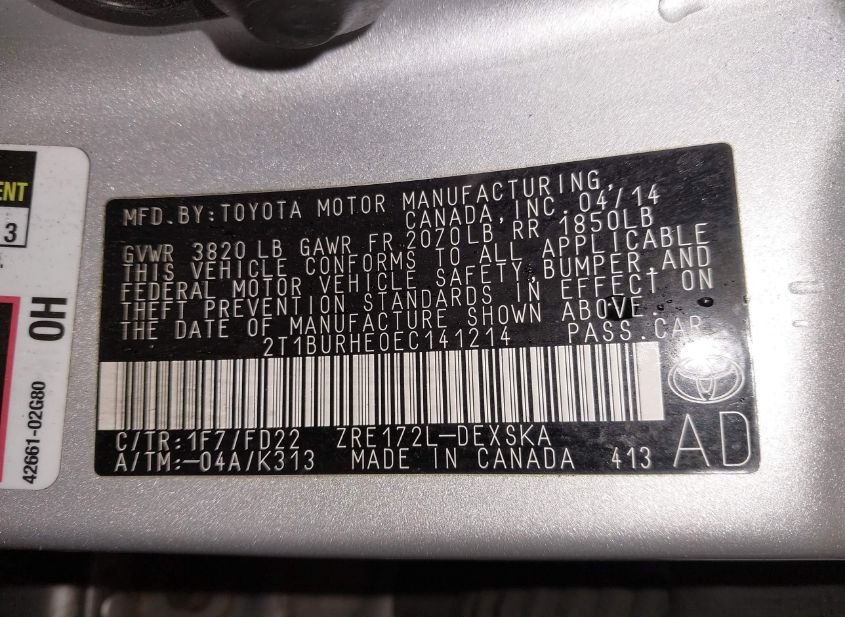 MFD.BY:TOYOTA MOTOR MANUFACTURING,
CANADA,INC. 04/14
GVWR 3820 LB GAWR FR 2070LB RR 1850LB
THIS VEHICLE CONFORMS TO ALL APPLICABLE
FEDERAL MOTOR VEHICLE SAFETY,BUMPER,AND
THEFT PREVENTION STANDARDS IN EFFECT ON
THE DATE OF MANUFACTURE SHOWN ABOVE.
2T1BURHE0EC141214 PASS.CAR
C/TR:1F7/FD22 ZRE172L-DEXSKA
A/TM:-04A/K313 MADE IN CANADA 413
AD
ENT
3
OH
42661-02G80